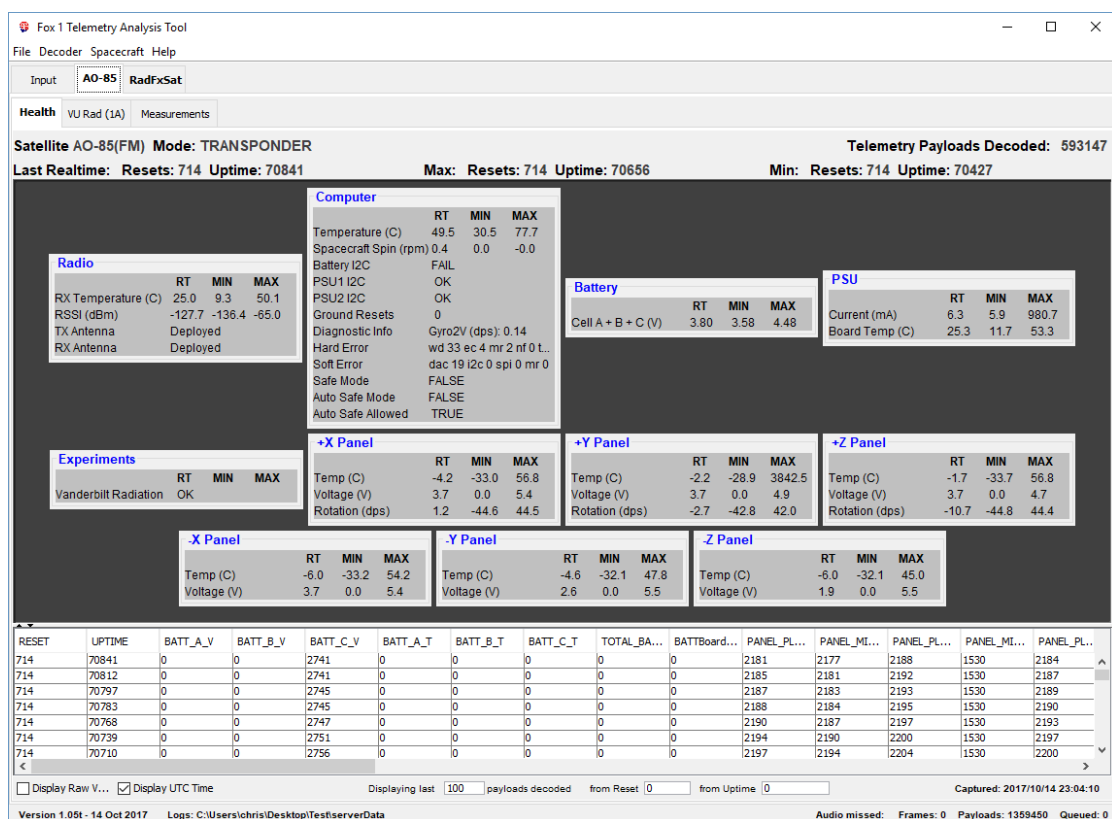 Fox 1 Telemetry Analysis Tool
File Decoder Spacecraft Help
Input AO-85 RadFxSat
Health VU Rad (1A) Measurements
Satellite AO-85(FM) Mode: TRANSPONDER Telemetry Payloads Decoded: 593147
Last Realtime: Resets: 714 Uptime: 70841 Max: Resets: 714 Uptime: 70656 Min: Resets: 714 Uptime: 70427
Radio
RT MIN MAX
RX Temperature (C) 25.0 9.3 50.1
RSSI (dBm) -127.7 -136.4 -65.0
TX Antenna Deployed
RX Antenna Deployed
Computer
RT MIN MAX
Temperature (C) 49.5 30.5 77.7
Spacecraft Spin (rpm) 0.4 0.0 -0.0
Battery I2C FAIL
PSU1 I2C OK
PSU2 I2C OK
Ground Resets 0
Diagnostic Info Gyro2V (dps): 0.14
Hard Error wd 33 ec 4 mr 2 nf 0 t...
Soft Error dac 19 i2c 0 spi 0 mr 0
Safe Mode FALSE
Auto Safe Mode FALSE
Auto Safe Allowed TRUE
Battery
RT MIN MAX
Cell A + B + C (V) 3.80 3.58 4.48
PSU
RT MIN MAX
Current (mA) 6.3 5.9 980.7
Board Temp (C) 25.3 11.7 53.3
Experiments
RT MIN MAX
Vanderbilt Radiation OK
+X Panel
RT MIN MAX
Temp (C) -4.2 -33.0 56.8
Voltage (V) 3.7 0.0 5.4
Rotation (dps) 1.2 -44.6 44.5
+Y Panel
RT MIN MAX
Temp (C) -2.2 -28.9 3842.5
Voltage (V) 3.7 0.0 4.9
Rotation (dps) -2.7 -42.8 42.0
+Z Panel
RT MIN MAX
Temp (C) -1.7 -33.7 56.8
Voltage (V) 3.7 0.0 4.7
Rotation (dps) -10.7 -44.8 44.4
-X Panel
RT MIN MAX
Temp (C) -6.0 -33.2 54.2
Voltage (V) 3.7 0.0 5.4
-Y Panel
RT MIN MAX
Temp (C) -4.6 -32.1 47.8
Voltage (V) 2.6 0.0 5.5
-Z Panel
RT MIN MAX
Temp (C) -6.0 -32.1 45.0
Voltage (V) 1.9 0.0 5.5
RESET UPTIME BATT_A_V BATT_B_V BATT_C_V BATT_A_T BATT_B_T BATT_C_T TOTAL_BA... BATTBoard... PANEL_PL... PANEL_MI... PANEL_PL... PANEL_MI... PANEL_PL...
714 70841 0 0 2741 0 0 0 0 0 2181 2177 2188 1530 2184
714 70812 0 0 2741 0 0 0 0 0 2185 2181 2192 1530 2187
714 70797 0 0 2745 0 0 0 0 0 2187 2183 2193 1530 2189
714 70783 0 0 2745 0 0 0 0 0 2188 2184 2195 1530 2190
714 70768 0 0 2747 0 0 0 0 0 2190 2187 2197 1530 2193
714 70739 0 0 2751 0 0 0 0 0 2194 2190 2200 1530 2197
714 70710 0 0 2756 0 0 0 0 0 2197 2194 2204 1530 2200
Display Raw V... Display UTC Time Displaying last 100 payloads decoded from Reset 0 from Uptime 0 Captured: 2017/10/14 23:04:10
Version 1.05t - 14 Oct 2017 Logs: C:\Users\chris\Desktop\Test\serverData Audio missed: Frames: 0 Payloads: 1359450 Queued: 0